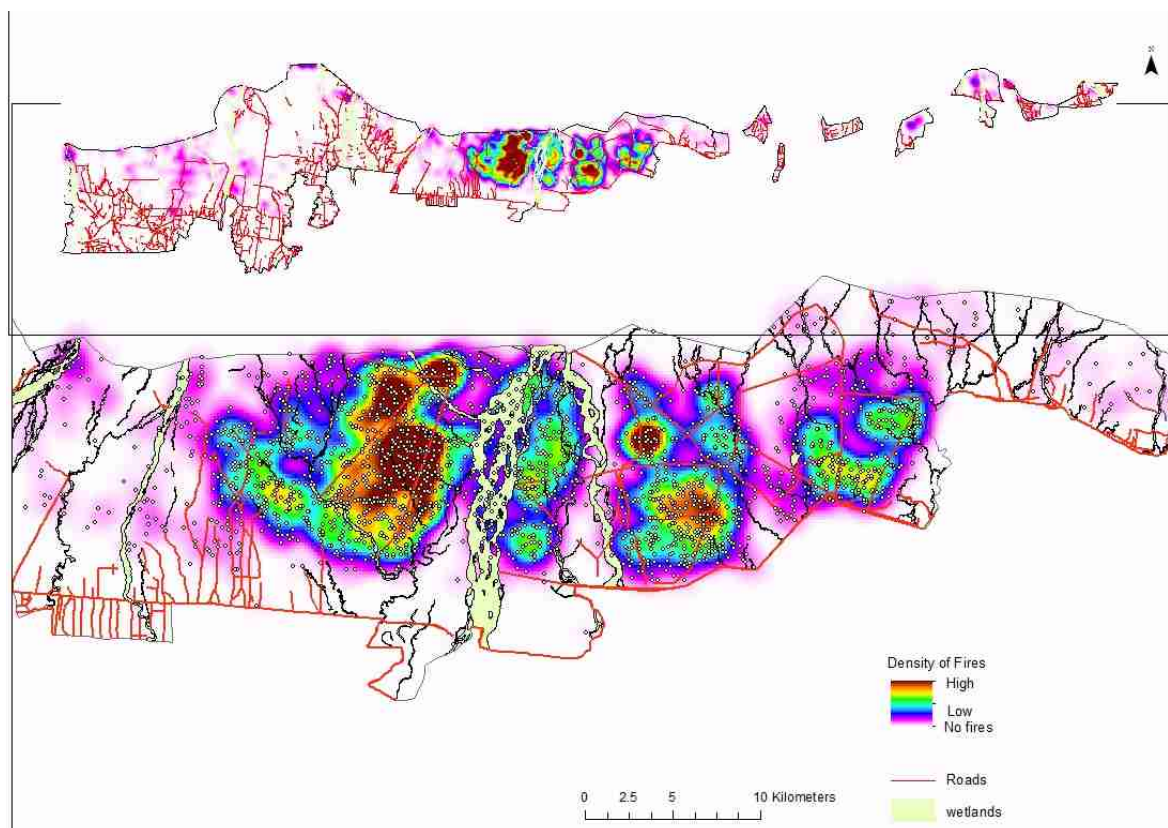 N
Density of Fires
High
Low
No fires
0 2.5 5 10 Kilometers
Roads
wetlands